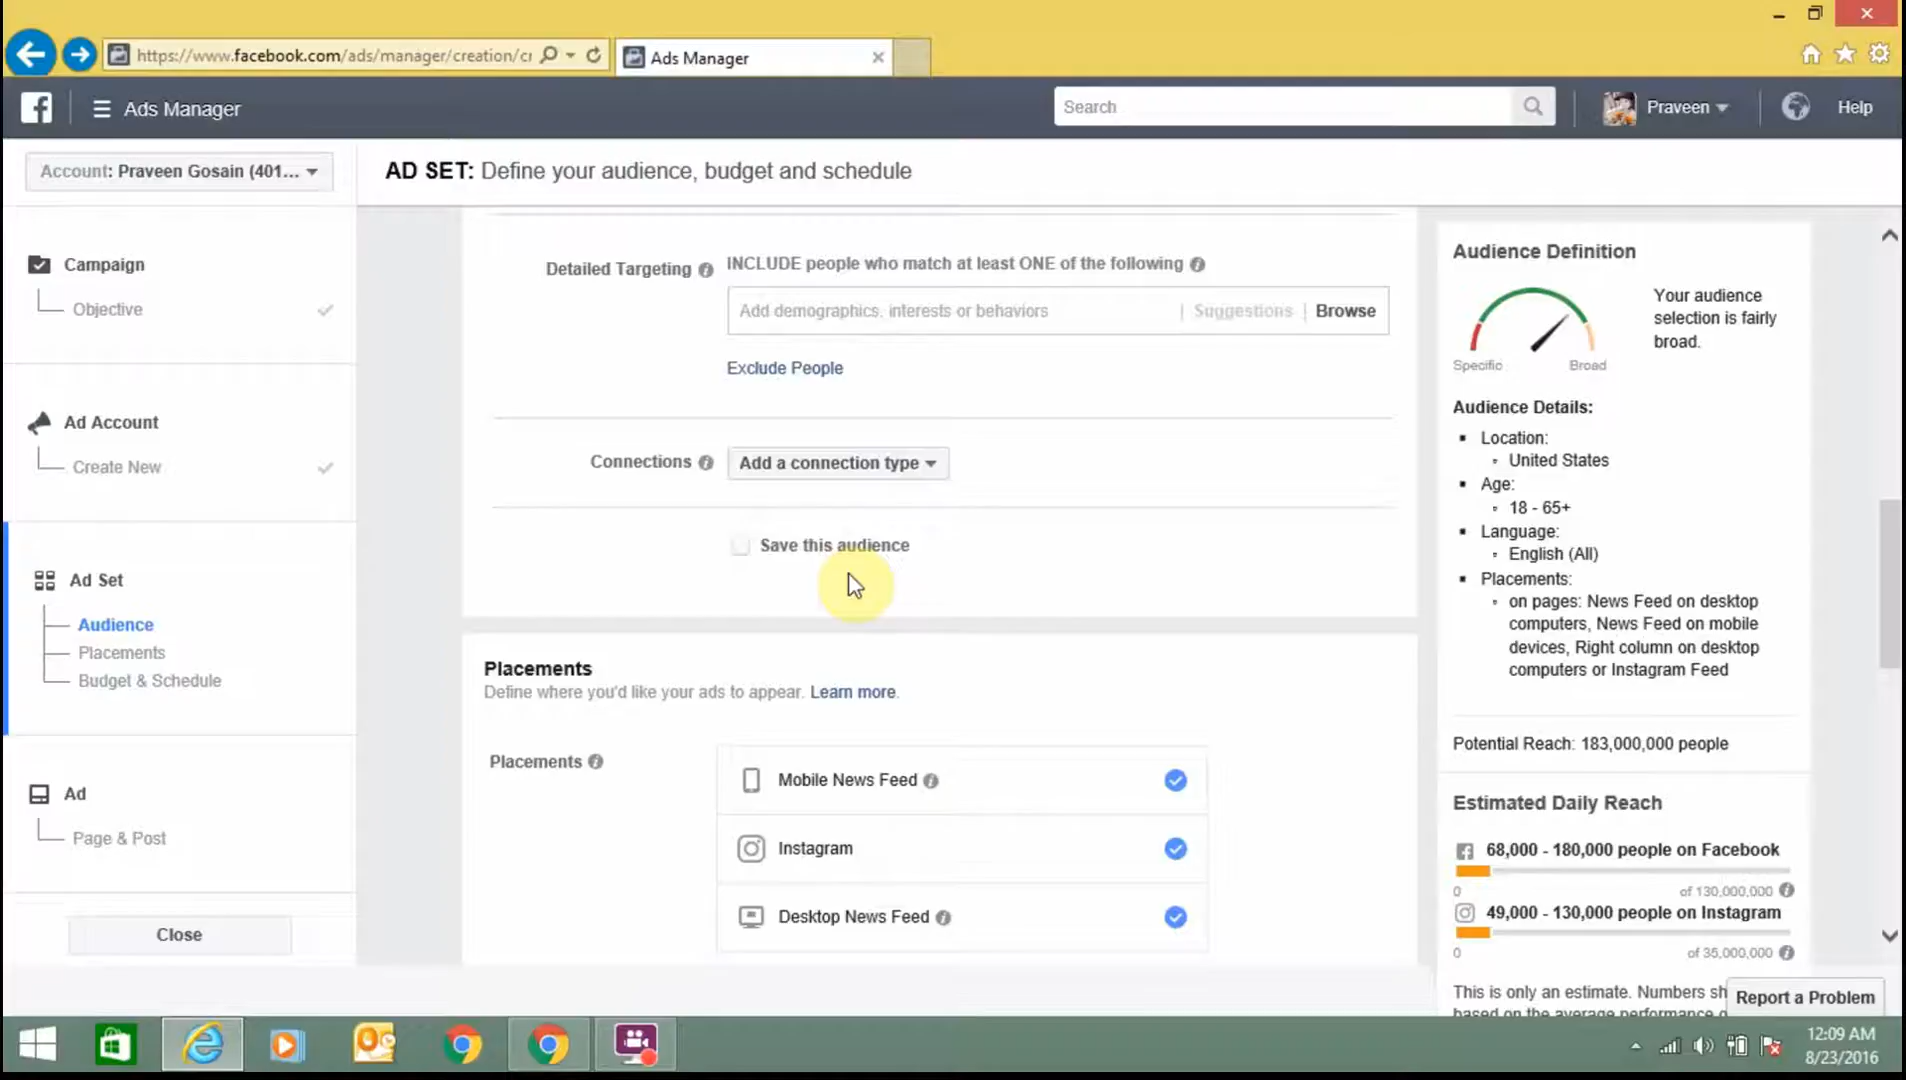 https://www.facebook.com/ads/manager/creation/cr
Ads Manager
Ads Manager
Search
Praveen
Help
Account: Praveen Gosain (401...
AD SET: Define your audience, budget and schedule
Campaign
Objective
Ad Account
Create New
Ad Set
Audience
Placements
Budget & Schedule
Ad
Page & Post
Close
Detailed Targeting
INCLUDE people who match at least ONE of the following
Add demographics, interests or behaviors | Suggestions | Browse
Exclude People
Connections
Add a connection type
Save this audience
Placements
Define where you'd like your ads to appear. Learn more.
Placements
Mobile News Feed
Instagram
Desktop News Feed
Audience Definition
Specific
Broad
Your audience
selection is fairly
broad.
Audience Details:
Location:
United States
Age:
18 - 65+
Language:
English (All)
Placements:
on pages: News Feed on desktop
computers, News Feed on mobile
devices, Right column on desktop
computers or Instagram Feed
Potential Reach: 183,000,000 people
Estimated Daily Reach
68,000 - 180,000 people on Facebook
0
of 130,000,000
49,000 - 130,000 people on Instagram
0
of 35,000,000
This is only an estimate. Numbers sh
based on the average performance o
Report a Problem
12:09 AM
8/23/2016